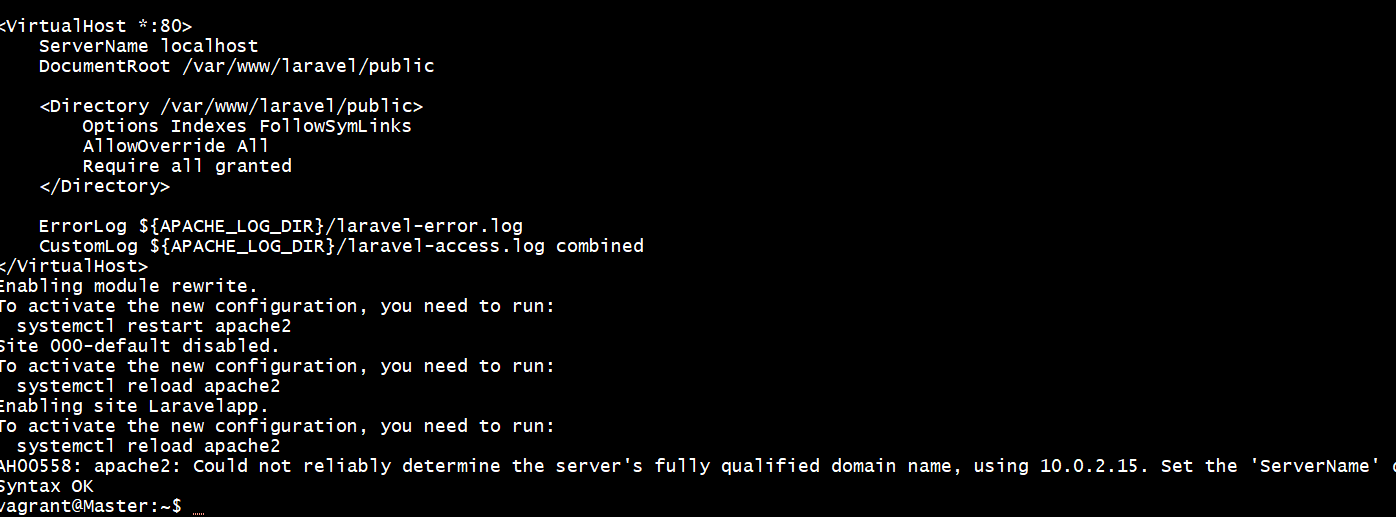 <VirtualHost *:80>
    ServerName localhost
    DocumentRoot /var/www/laravel/public
    <Directory /var/www/laravel/public>
        Options Indexes FollowSymLinks
        AllowOverride All
        Require all granted
    </Directory>
    ErrorLog ${APACHE_LOG_DIR}/laravel-error.log
    CustomLog ${APACHE_LOG_DIR}/laravel-access.log combined
</VirtualHost>
Enabling module rewrite.
To activate the new configuration, you need to run:
  systemctl restart apache2
Site 000-default disabled.
To activate the new configuration, you need to run:
  systemctl reload apache2
Enabling site Laravelapp.
To activate the new configuration, you need to run:
  systemctl reload apache2
AH00558: apache2: Could not reliably determine the server's fully qualified domain name, using 10.0.2.15. Set the 'ServerName'
Syntax OK
vagrant@Master:~$